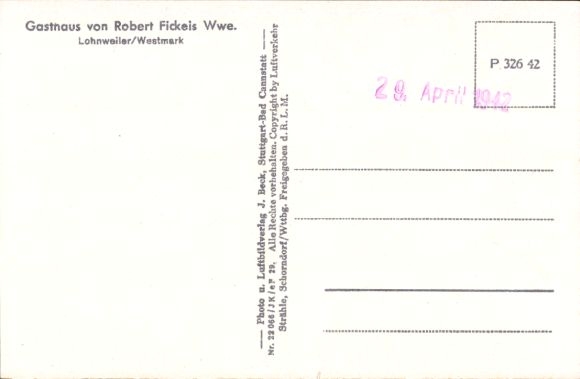 Gasthaus von Robert Fickeis Wwe.
Lohnweiler/Westmark
— Photo u. Luftbildverlag J. Beck, Stuttgart-Bad Cannstatt —
Nr. 22066/JK/eF 29. Alle Rechte vorbehalten. Copyright by Luftverkehr
Strähle, Schorndorf/Wttbg. Freigegeben d. R. L. M.
P 326 42
29. April 1942